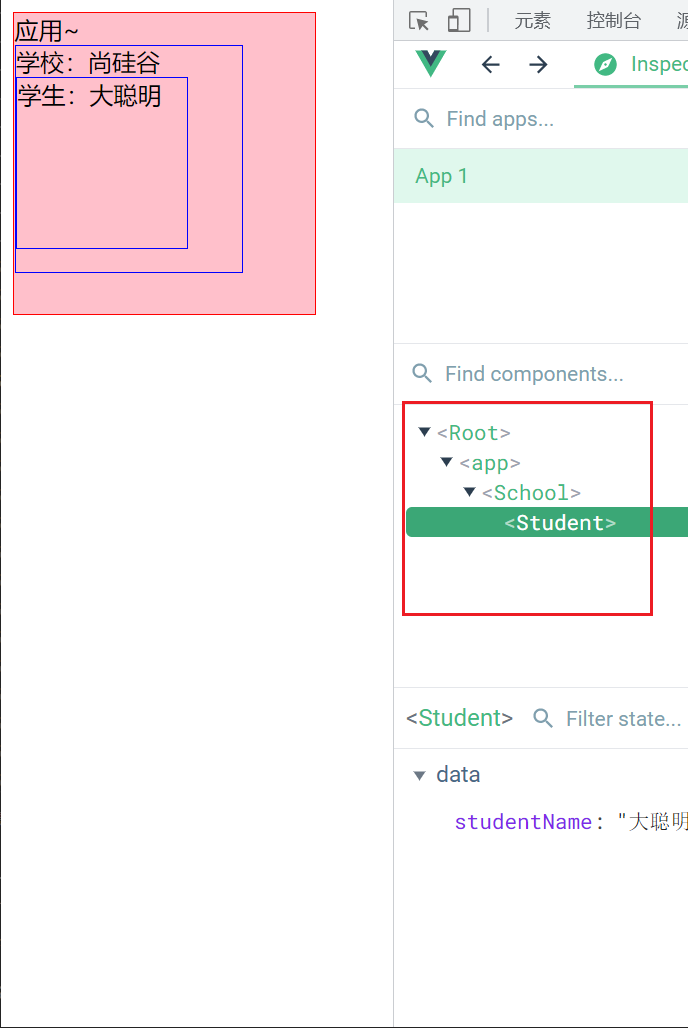 应用~
学校：尚硅谷
学生：大聪明
元素 控制台
Inspec
Find apps...
App 1
Find components...
<Root>
<app>
<School>
<Student>
<Student> Filter state...
data
studentName: "大聪明